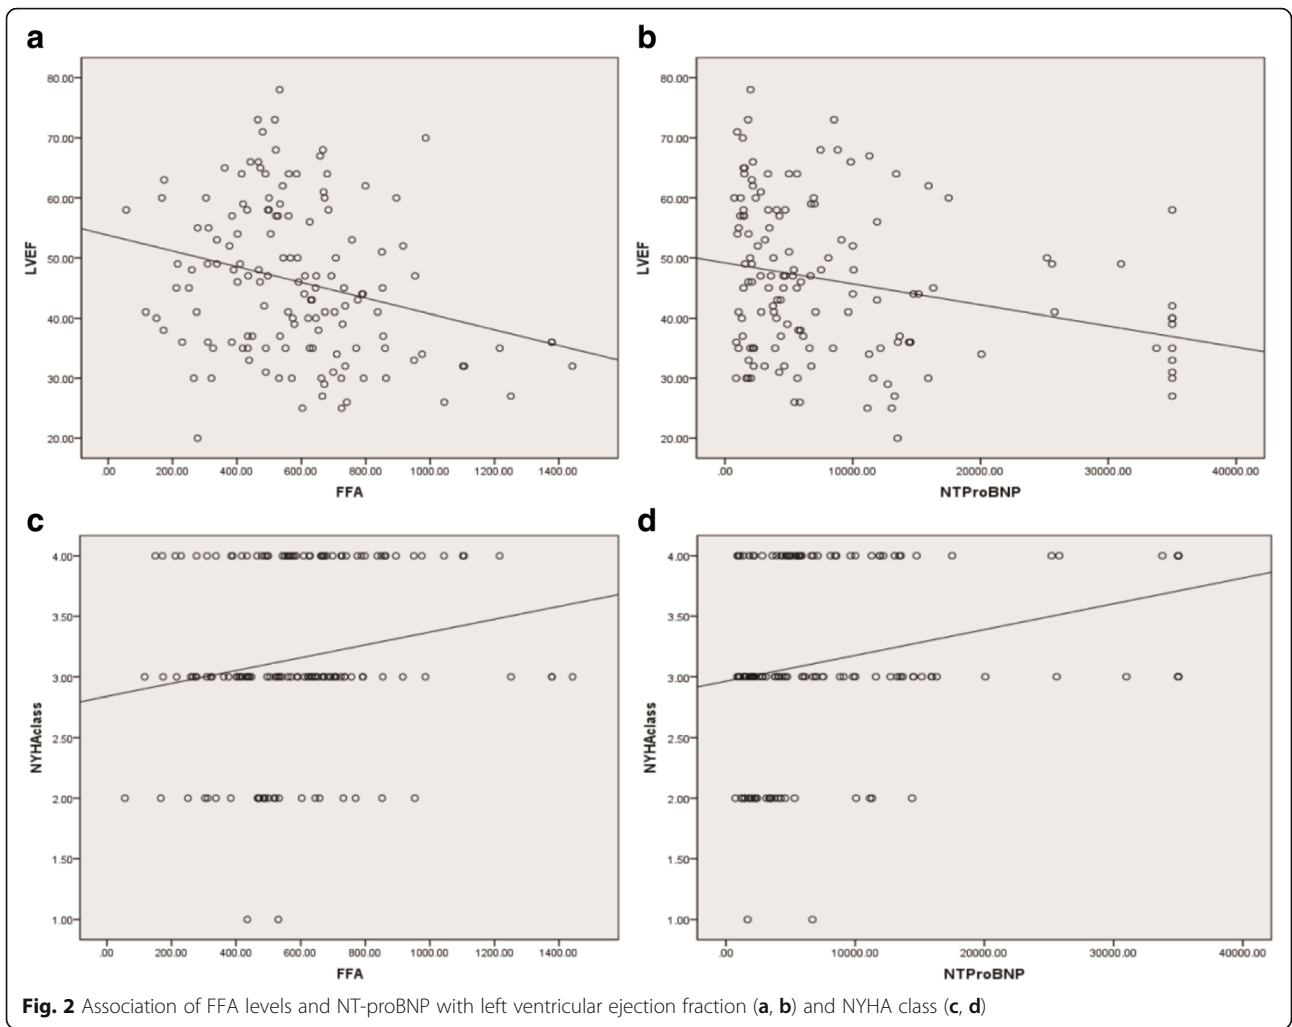 a
b
80.00
70.00
60.00
50.00
40.00
30.00
20.00
LVEF
.00 200.00 400.00 600.00 800.00 1000.00 1200.00 1400.00
FFA
80.00
70.00
60.00
50.00
40.00
30.00
20.00
LVEF
.00 10000.00 20000.00 30000.00 40000.00
NTProBNP
c
d
4.00
3.50
3.00
2.50
2.00
1.50
1.00
NYHAclass
.00 200.00 400.00 600.00 800.00 1000.00 1200.00 1400.00
FFA
4.00
3.50
3.00
2.50
2.00
1.50
1.00
NYHAclass
.00 10000.00 20000.00 30000.00 40000.00
NTProBNP
Fig. 2 Association of FFA levels and NT-proBNP with left ventricular ejection fraction (a, b) and NYHA class (c, d)